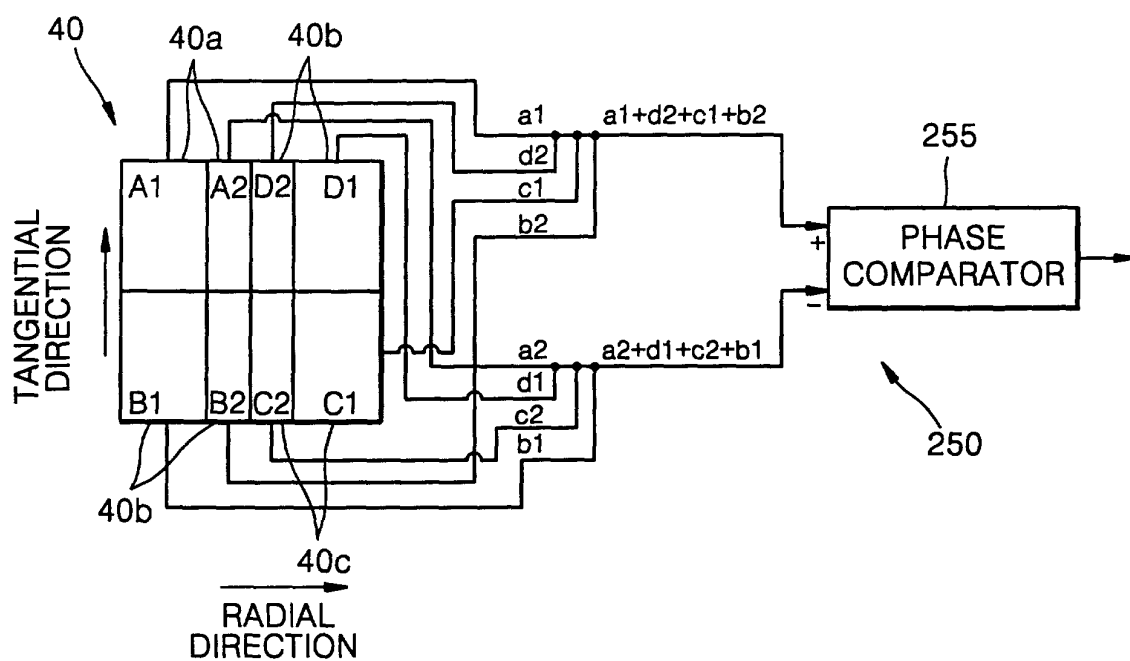 40
40a
40b
a1
a1+d2+c1+b2
d2
c1
b2
255
A1
A2
D2
D1
PHASE
COMPARATOR
+
−
TANGENTIAL
DIRECTION
a2
a2+d1+c2+b1
d1
c2
b1
B1
B2
C2
C1
250
40b
40c
RADIAL
DIRECTION